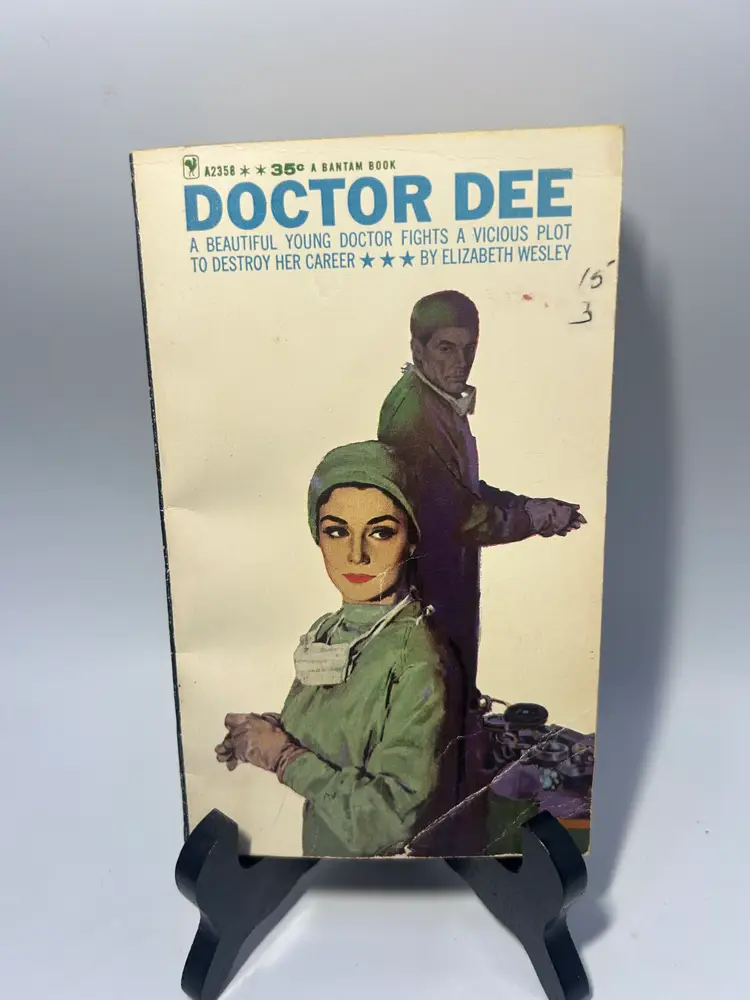 A2358 ★ ★ 35¢ A BANTAM BOOK
DOCTOR DEE
A BEAUTIFUL YOUNG DOCTOR FIGHTS A VICIOUS PLOT
TO DESTROY HER CAREER ★ ★ ★ BY ELIZABETH WESLEY
15
3